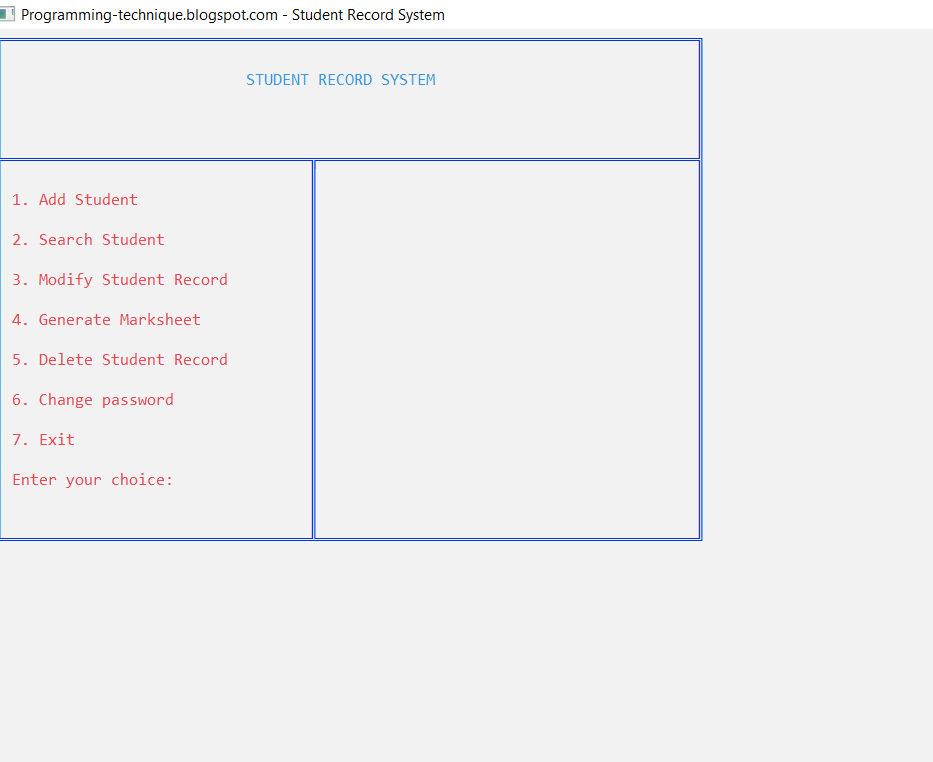 Programming-technique.blogspot.com - Student Record System
STUDENT RECORD SYSTEM
1. Add Student
2. Search Student
3. Modify Student Record
4. Generate Marksheet
5. Delete Student Record
6. Change password
7. Exit
Enter your choice: